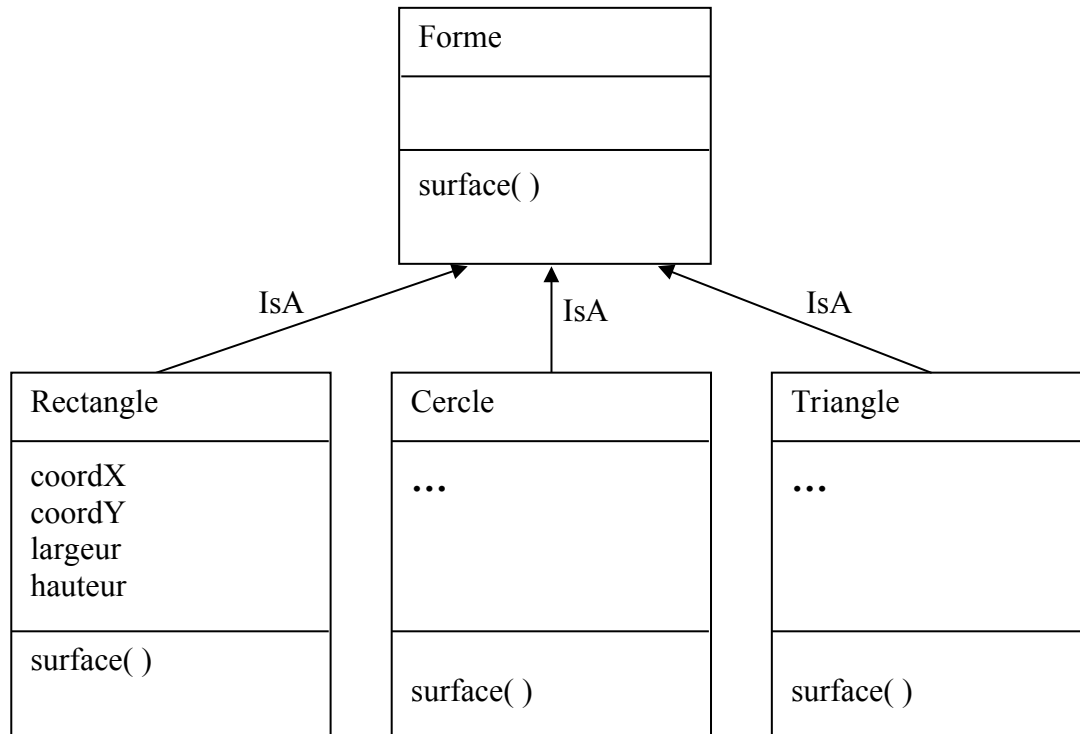 Forme
surface( )
IsA
IsA
IsA
Rectangle
coordX
coordY
largeur
hauteur
surface( )
Cercle
...
surface( )
Triangle
...
surface( )